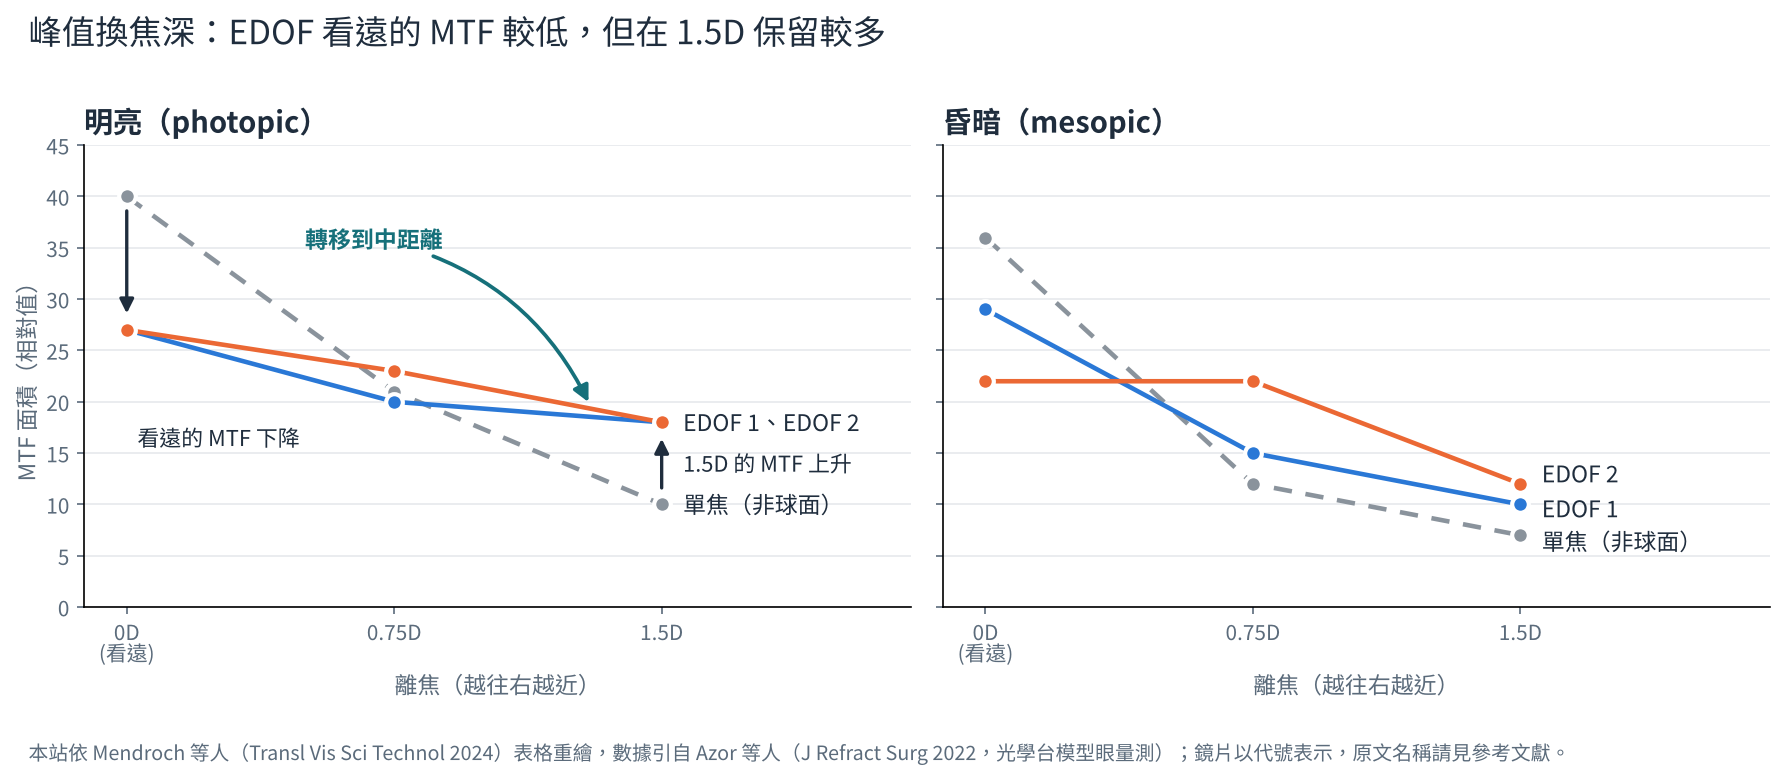 峰值換焦深：EDOF 看遠的 MTF 較低，但在 1.5D 保留較多
明亮（photopic）
45
40
35
30
25
20
15
10
5
0
MTF 面積（相對值）
轉移到中距離
看遠的 MTF 下降
EDOF 1、EDOF 2
1.5D 的 MTF 上升
單焦（非球面）
0D
(看遠)
0.75D
1.5D
離焦（越往右越近）
昏暗（mesopic）
EDOF 2
EDOF 1
單焦（非球面）
0D
(看遠)
0.75D
1.5D
離焦（越往右越近）
本站依 Mendroch 等人（Transl Vis Sci Technol 2024）表格重繪，數據引自 Azor 等人（J Refract Surg 2022，光學台模型眼量測）；鏡片以代號表示，原文名稱請見參考文獻。